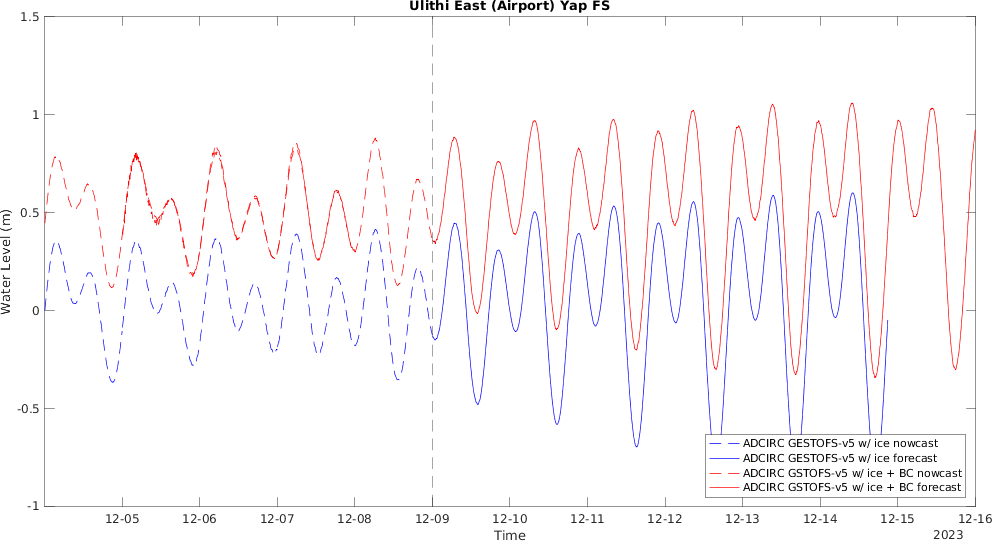 Ulithi East (Airport) Yap FS
1.5
1
0.5
0
-0.5
-1
Water Level (m)
ADCIRC GESTOFS-v5 w/ ice nowcast
ADCIRC GESTOFS-v5 w/ ice forecast
ADCIRC GSTOFS-v5 w/ ice + BC nowcast
ADCIRC GSTOFS-v5 w/ ice + BC forecast
12-05 12-06 12-07 12-08 12-09 12-10 12-11 12-12 12-13 12-14 12-15 12-16
Time
2023